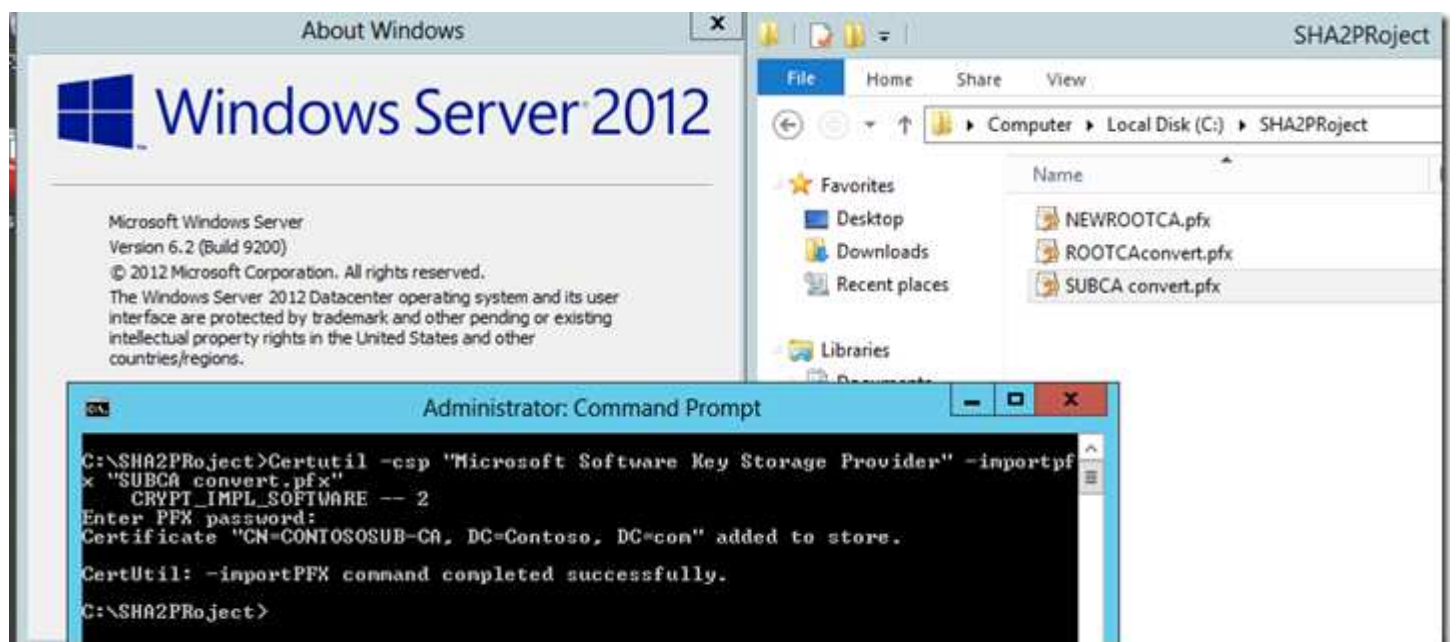 About Windows
x
Windows Server 2012
Microsoft Windows Server
Version 6.2 (Build 9200)
© 2012 Microsoft Corporation. All rights reserved.
The Windows Server 2012 Datacenter operating system and its user
interface are protected by trademark and other pending or existing
intellectual property rights in the United States and other
countries/regions.
SHA2PRoject
File Home Share View
Computer Local Disk (C:) SHA2PRoject
Name
Favorites
Desktop
Downloads
Recent places
Libraries
Documents
NEWROOTCA.pfx
ROOTCAconvert.pfx
SUBCA convert.pfx
Administrator: Command Prompt
x
C:\SHA2PRoject>Certutil -csp "Microsoft Software Key Storage Provider" -importpf
x "SUBCA convert.pfx"
CRYPT_IMPL_SOFTWARE -- 2
Enter PFX password:
Certificate "CN=CONTOSOSUB-CA, DC=Contoso, DC=com" added to store.
CertUtil: -importPFX command completed successfully.
C:\SHA2PRoject>